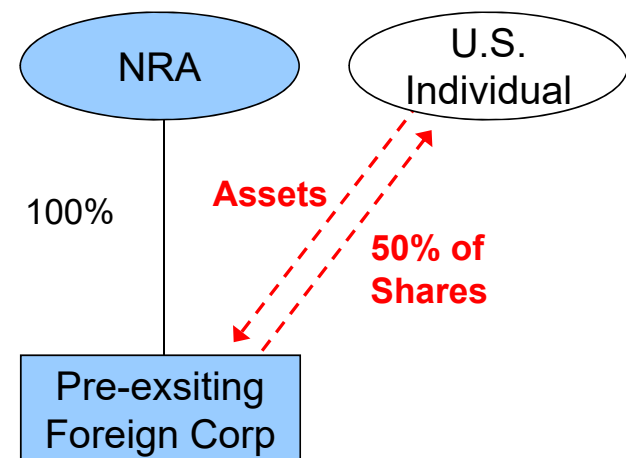 NRA
U.S.
Individual
100%
Assets
50% of
Shares
Pre-exsiting
Foreign Corp